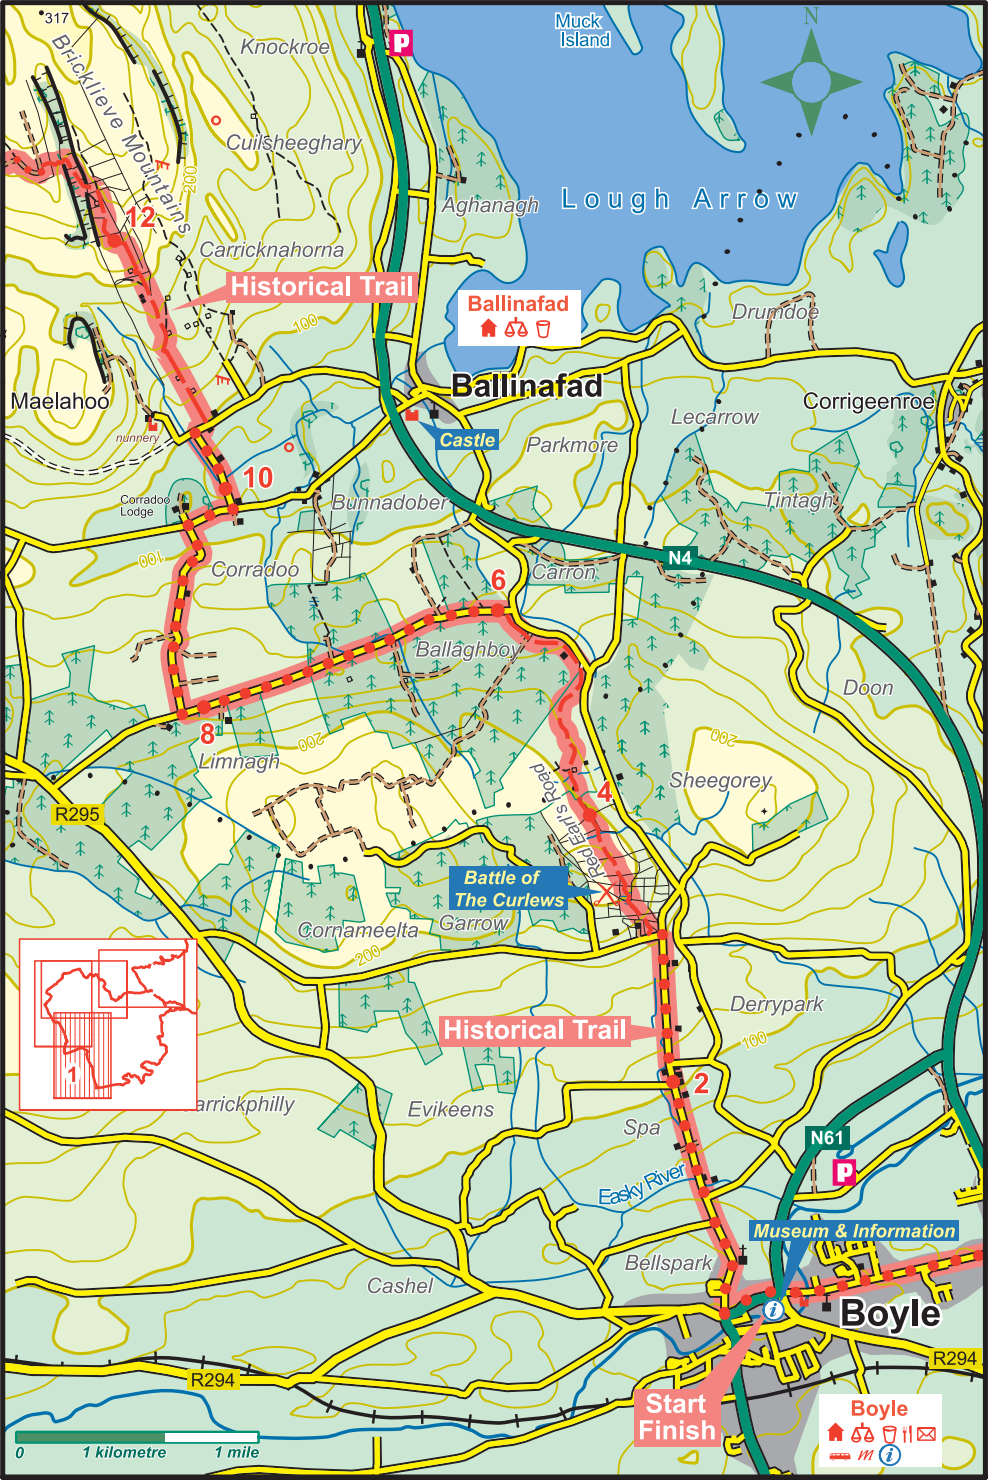 317
Knockroe
P
Muck
Island
N
Bricklieve Mountains
Cuilsheeghary
E
200
Aghanagh
Lough Arrow
12
Carricknahorna
Historical Trail
100
Ballinafad
Drumdoe
E
Ballinafad
Maelahoo
Corrigeenroe
Lecarrow
Castle
nunnery
Parkmore
10
Corradoo
Lodge
Bunnadober
Tintagh
100
Corradoo
N4
Carron
6
Ballaghboy
Doon
8
200
200
Limnagh
Red Earl's Road
Sheegorey
4
R295
Battle of
The Curlews
Cornameelta
Garrow
200
Derrypark
Historical Trail
100
1
2
arrickphilly
Evikeens
Spa
N61
P
Easky River
Museum & Information
Bellspark
Cashel
i
Boyle
R294
R294
Start
Finish
Boyle
m i
0 1 kilometre 1 mile